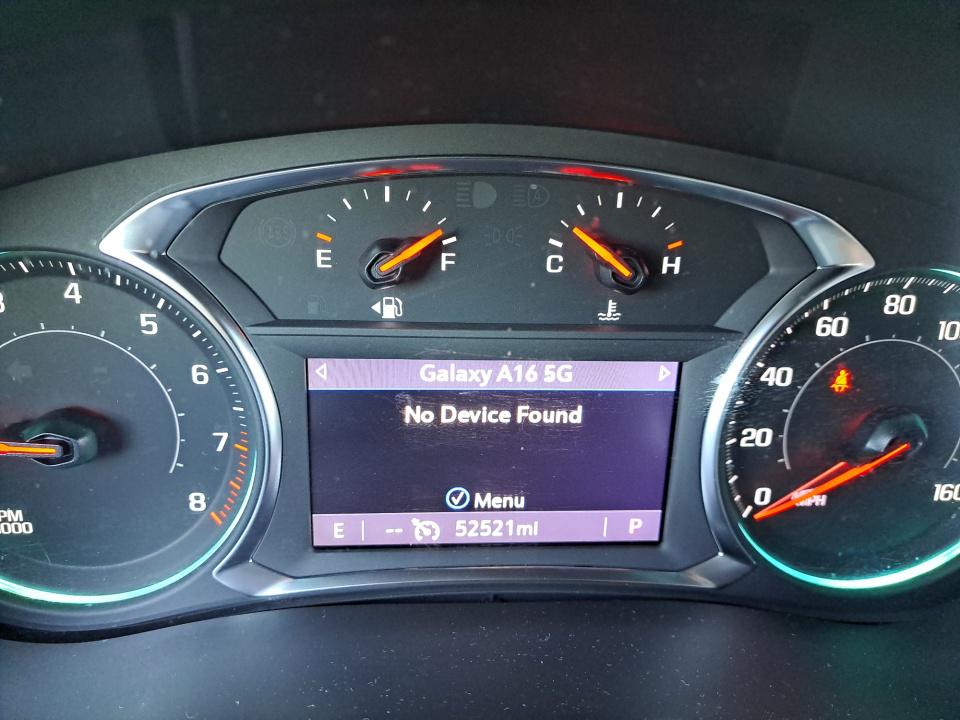 E F
C H
4
5
6
7
8
20
40
60
80
0
MPH
160
Galaxy A16 5G
No Device Found
Menu
E -- 52521mi P